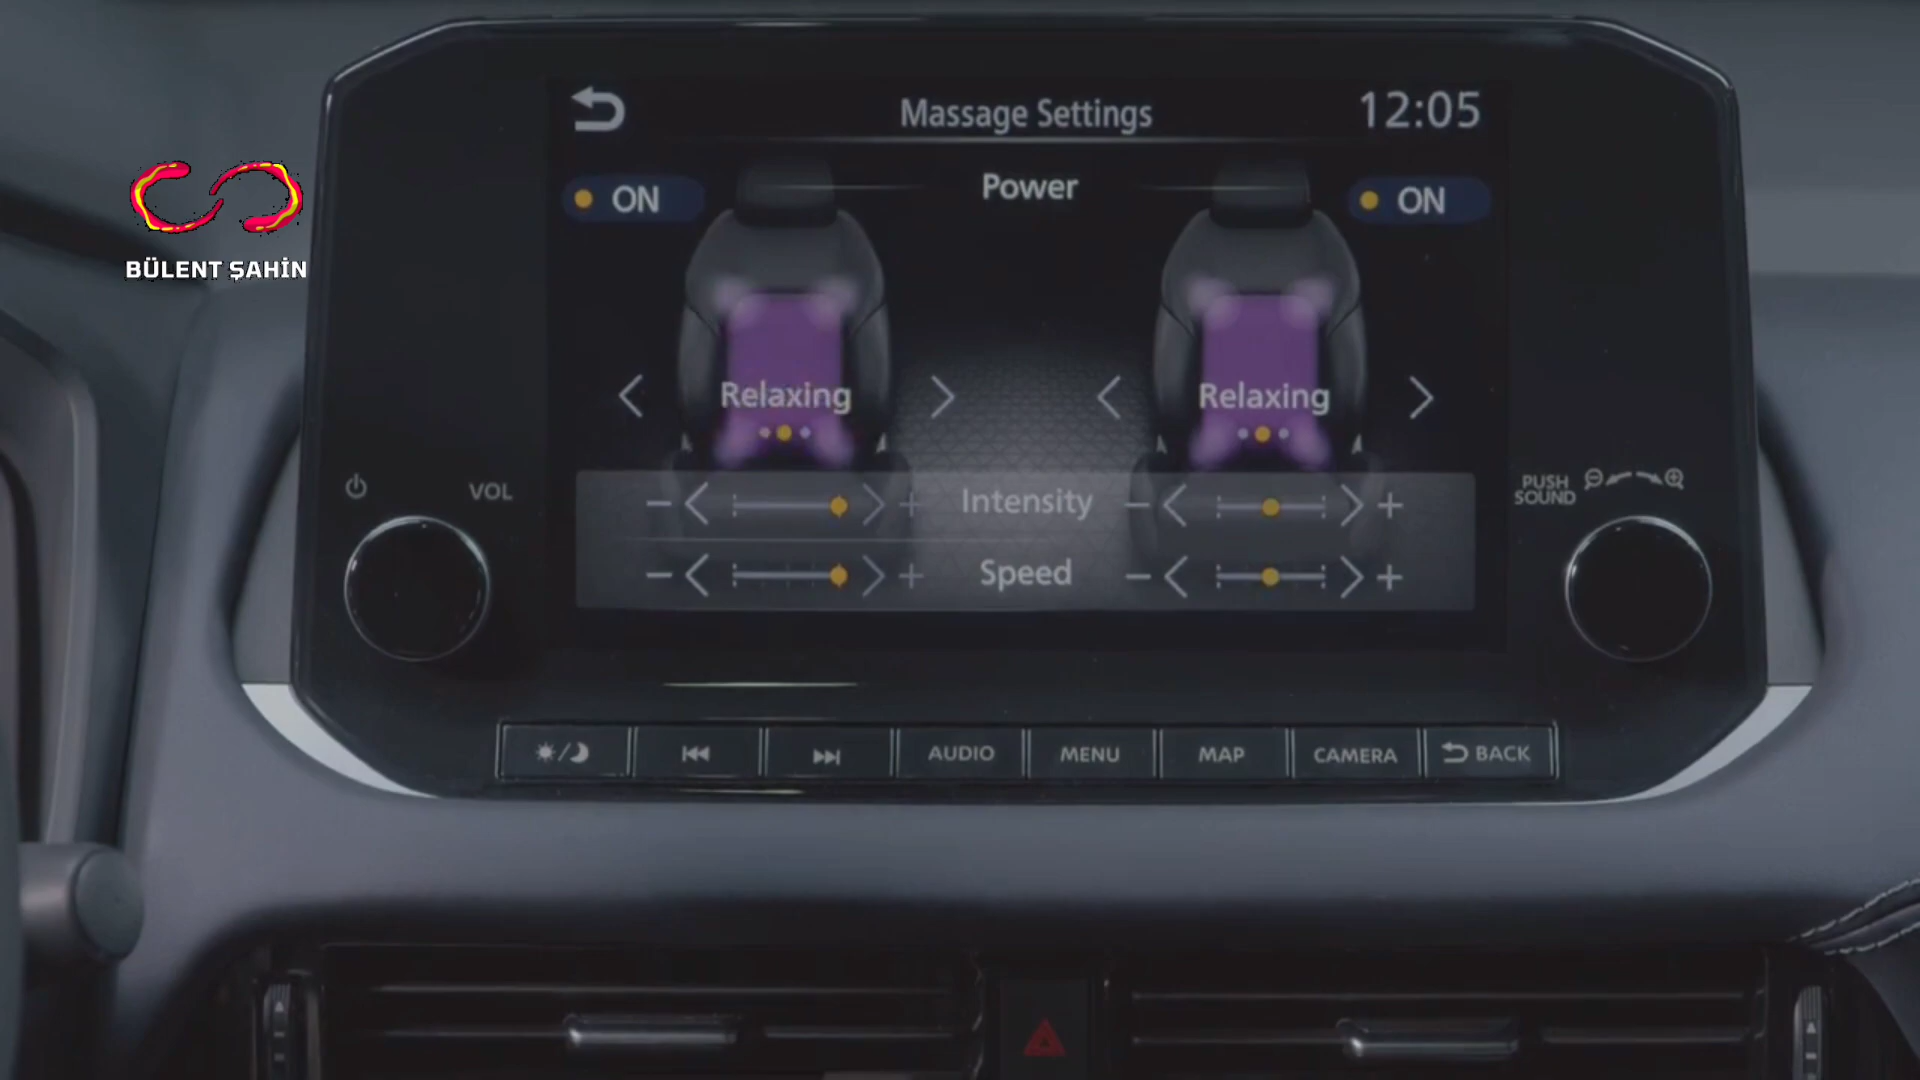 Massage Settings 12:05
ON Power ON
BÜLENT ŞAHİN
Relaxing Relaxing
VOL
PUSH
SOUND
− Intensity − +
+
− + Speed − +
AUDIO MENU MAP CAMERA BACK